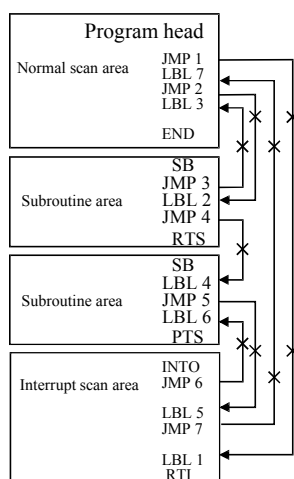 Program head
JMP 1
Normal scan area
LBL 7
JMP 2
LBL 3
END
SB
JMP 3
Subroutine area
LBL 2
JMP 4
RTS
SB
LBL 4
Subroutine area
JMP 5
LBL 6
PTS
INTO
Interrupt scan area
JMP 6
LBL 5
JMP 7
LBL 1
RTI